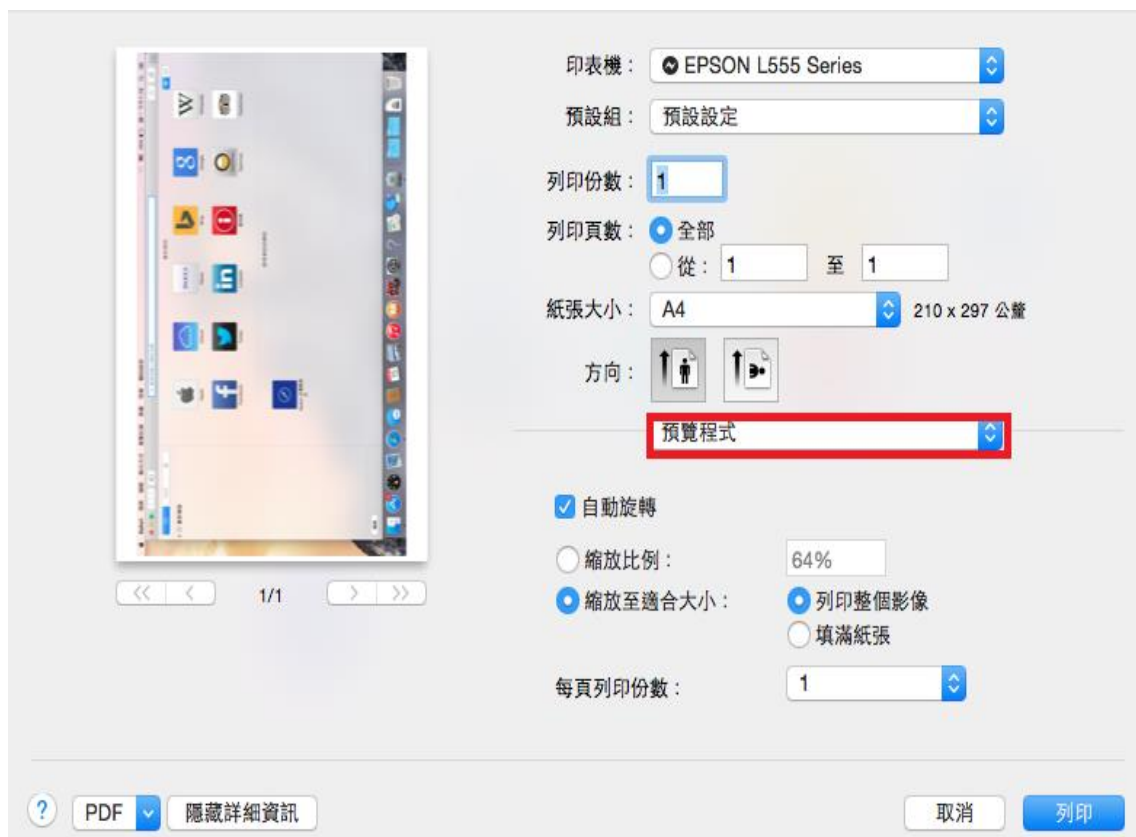 印表機： EPSON L555 Series
預設組： 預設設定
列印份數： 1
列印頁數： 全部
從： 1 至 1
紙張大小： A4 210 x 297 公釐
方向：
預覽程式
自動旋轉
縮放比例： 64%
縮放至適合大小： 列印整個影像
填滿紙張
1/1
每頁列印份數： 1
? PDF 隱藏詳細資訊 取消 列印